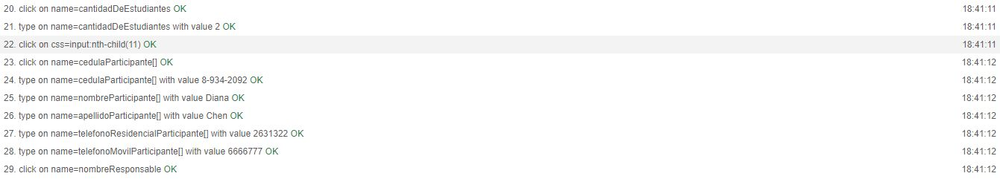 20. click on name=cantidadDeEstudiantes OK 18:41:11
21. type on name=cantidadDeEstudiantes with value 2 OK 18:41:11
22. click on css=input:nth-child(11) OK 18:41:11
23. click on name=cedulaParticipante[] OK 18:41:12
24. type on name=cedulaParticipante[] with value 8-934-2092 OK 18:41:12
25. type on name=nombreParticipante[] with value Diana OK 18:41:12
26. type on name=apellidoParticipante[] with value Chen OK 18:41:12
27. type on name=telefonoResidencialParticipante[] with value 2631322 OK 18:41:12
28. type on name=telefonoMovilParticipante[] with value 6666777 OK 18:41:12
29. click on name=nombreResponsable OK 18:41:12